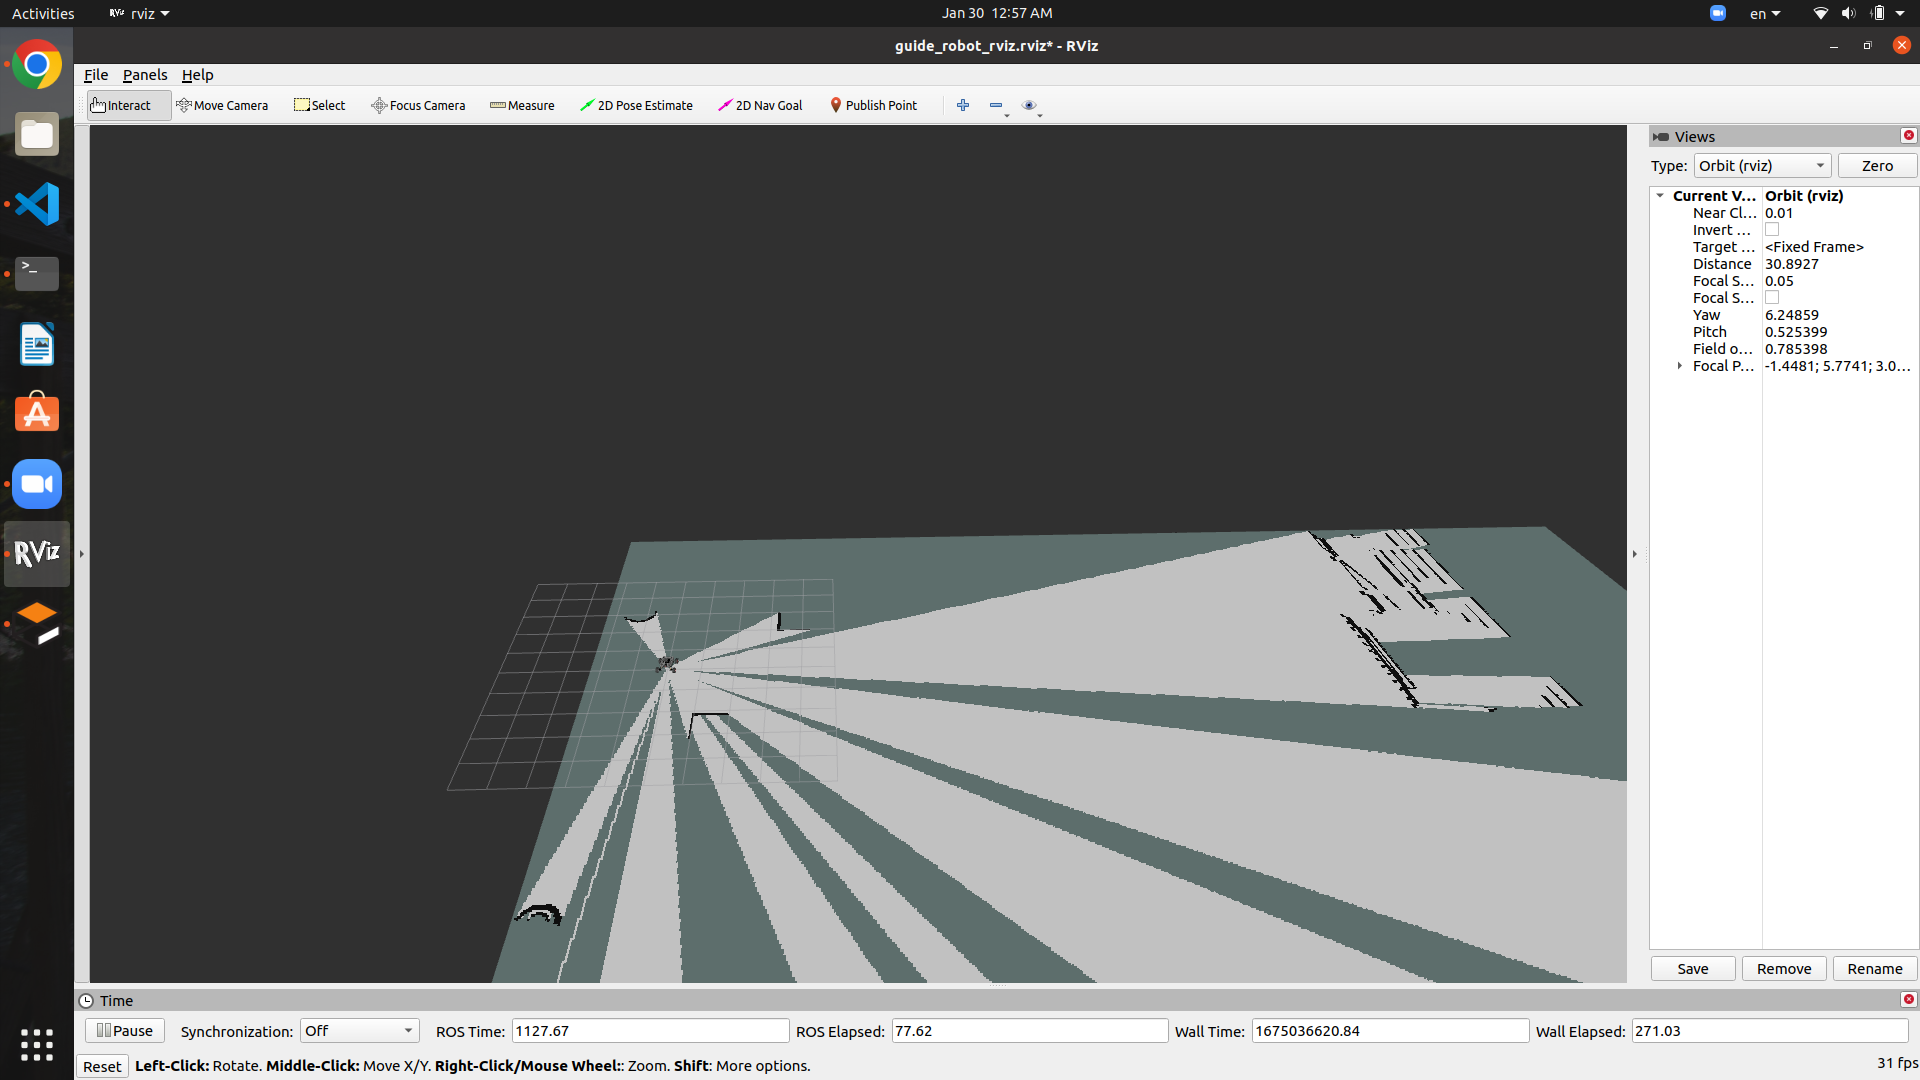 Activities RViz rviz Jan 30 12:57 AM en
guide_robot_rviz.rviz* - RViz
File Panels Help
Interact Move Camera Select Focus Camera Measure 2D Pose Estimate 2D Nav Goal Publish Point
Views
Type: Orbit (rviz) Zero
Current V... Orbit (rviz)
Near Cl... 0.01
Invert ...
Target ... <Fixed Frame>
Distance 30.8927
Focal S... 0.05
Focal S...
Yaw 6.24859
Pitch 0.525399
Field o... 0.785398
Focal P... -1.4481; 5.7741; 3.0...
RViz
Save Remove Rename
Time
Pause Synchronization: Off ROS Time: 1127.67 ROS Elapsed: 77.62 Wall Time: 1675036620.84 Wall Elapsed: 271.03
Reset Left-Click: Rotate. Middle-Click: Move X/Y. Right-Click/Mouse Wheel:: Zoom. Shift: More options. 31 fps